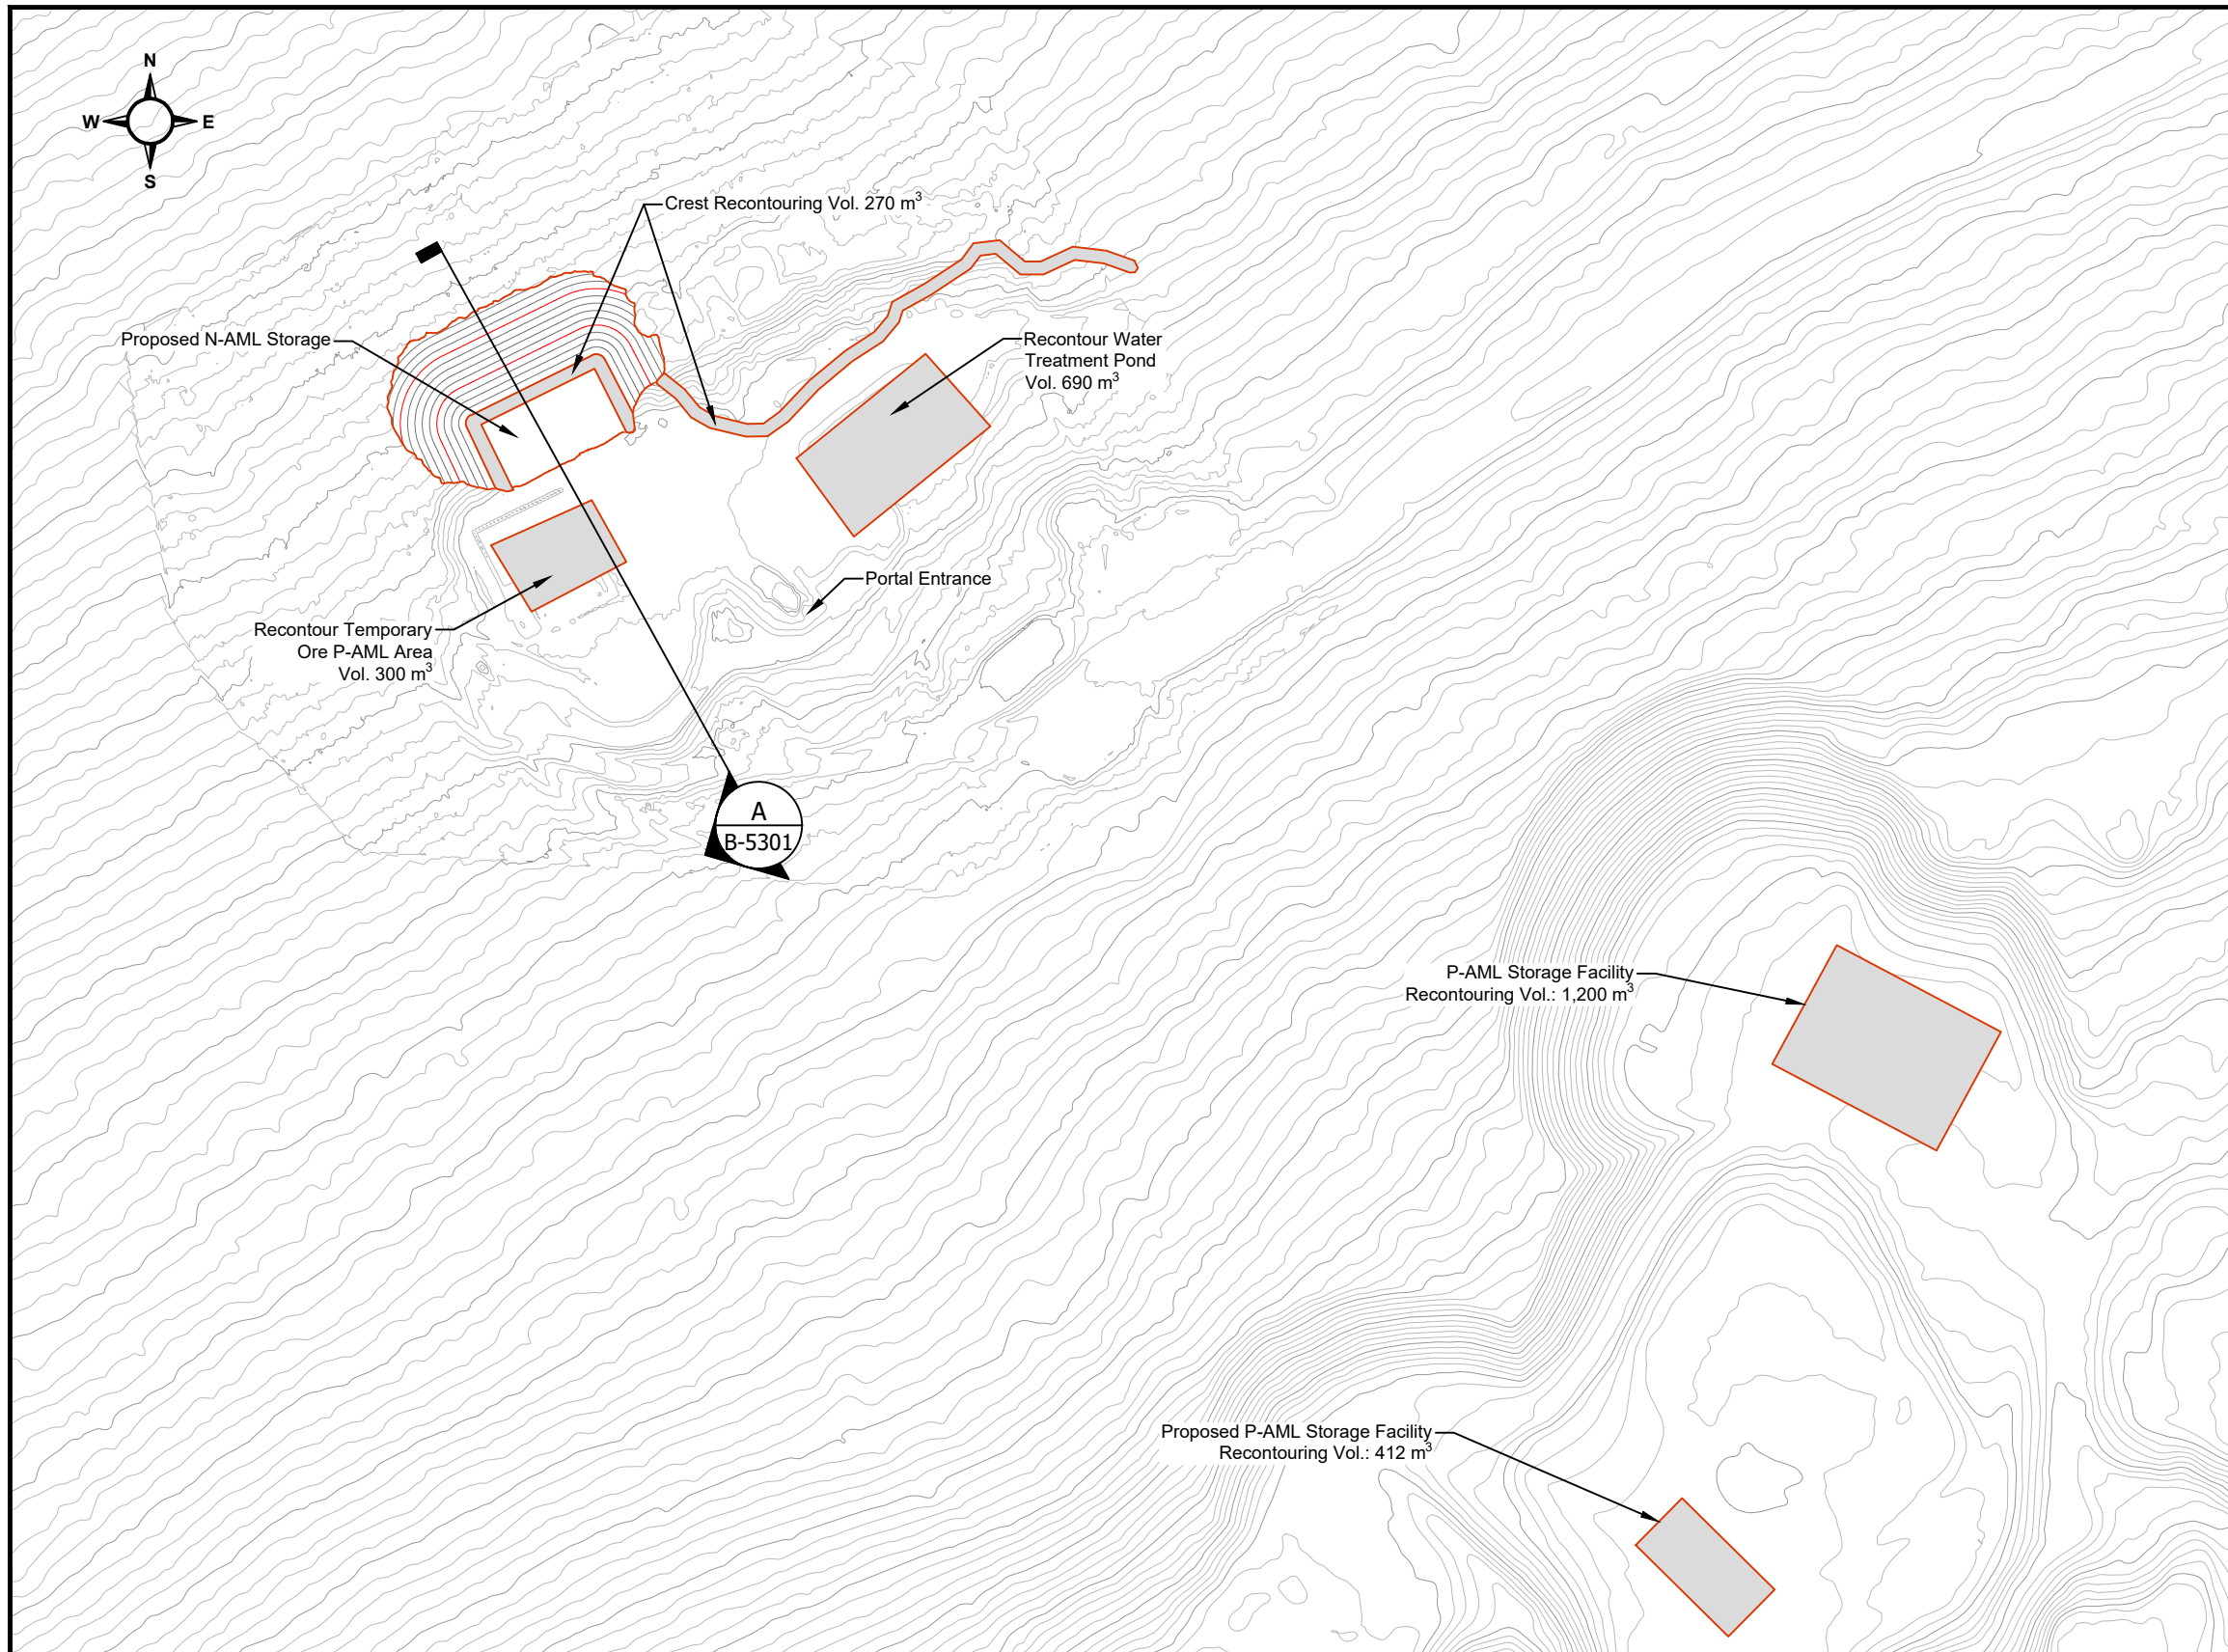 N
W E
S
Crest Recontouring Vol. 270 m³
Proposed N-AML Storage
Recontour Water
Treatment Pond
Vol. 690 m³
Portal Entrance
Recontour Temporary
Ore P-AML Area
Vol. 300 m³
A
B-5301
P-AML Storage Facility
Recontouring Vol.: 1,200 m³
Proposed P-AML Storage Facility
Recontouring Vol.: 412 m³